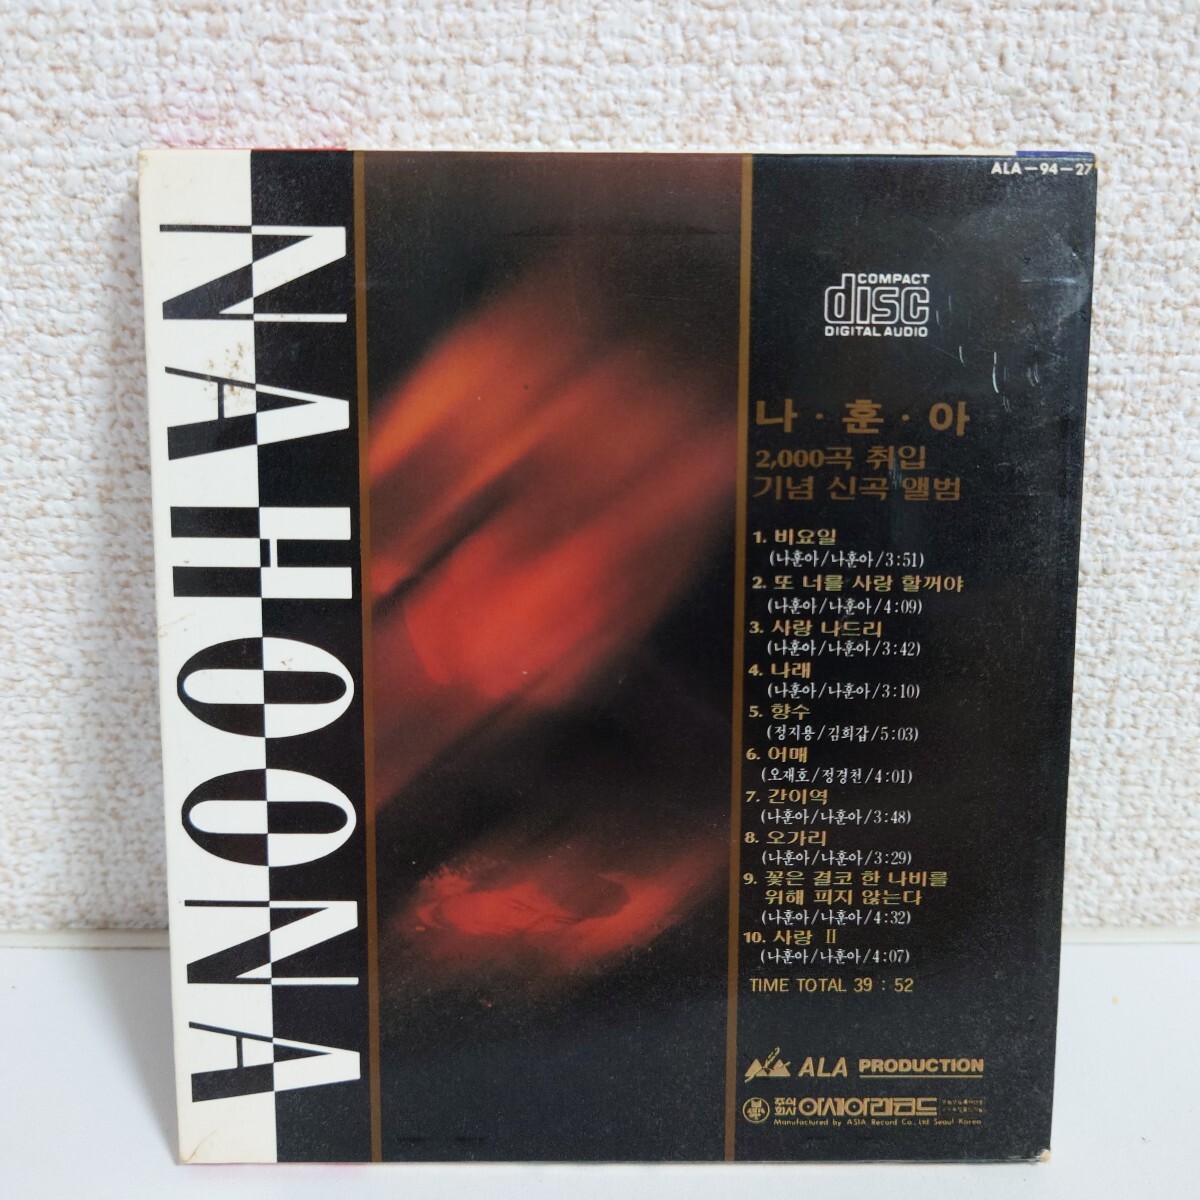 NAHOONA
ALA-94-27
COMPACT
disc
DIGITAL AUDIO
나·훈·아
2,000곡 취입
기념 신곡 앨범
1. 비요일
(나훈아/나훈아/3:51)
2. 또 너를 사랑 할꺼야
(나훈아/나훈아/4:09)
3. 사랑 나드리
(나훈아/나훈아/3:42)
4. 나래
(나훈아/나훈아/3:10)
5. 향수
(정지용/김희갑/5:03)
6. 어매
(오재호/정경천/4:01)
7. 간이역
(나훈아/나훈아/3:48)
8. 오가리
(나훈아/나훈아/3:29)
9. 꽃은 결코 한 나비를
위해 피지 않는다
(나훈아/나훈아/4:32)
10. 사랑 II
(나훈아/나훈아/4:07)
TIME TOTAL 39 : 52
ALA PRODUCTION
주식회사 아세아레코드
Manufactured by ASIA Record Co., Ltd Seoul Korea